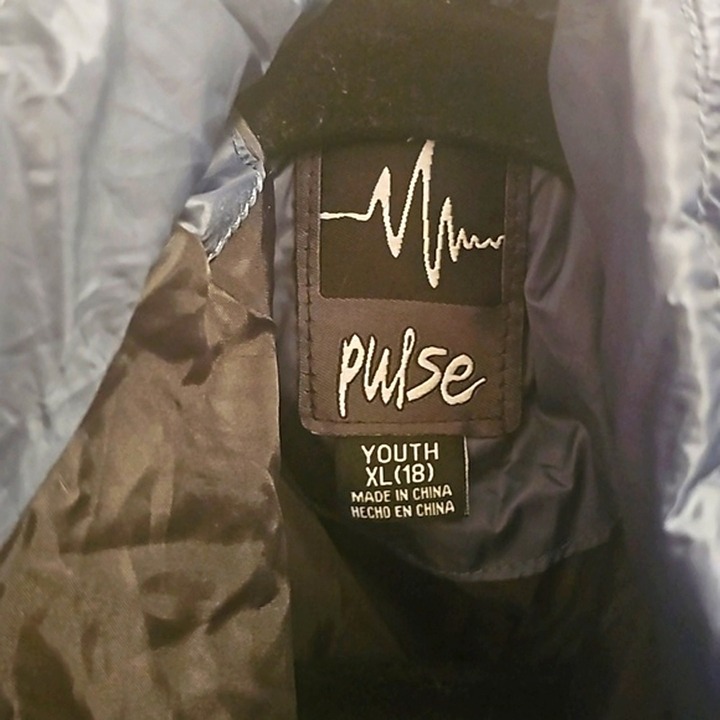 pulse
YOUTH
XL(18)
MADE IN CHINA
HECHO EN CHINA